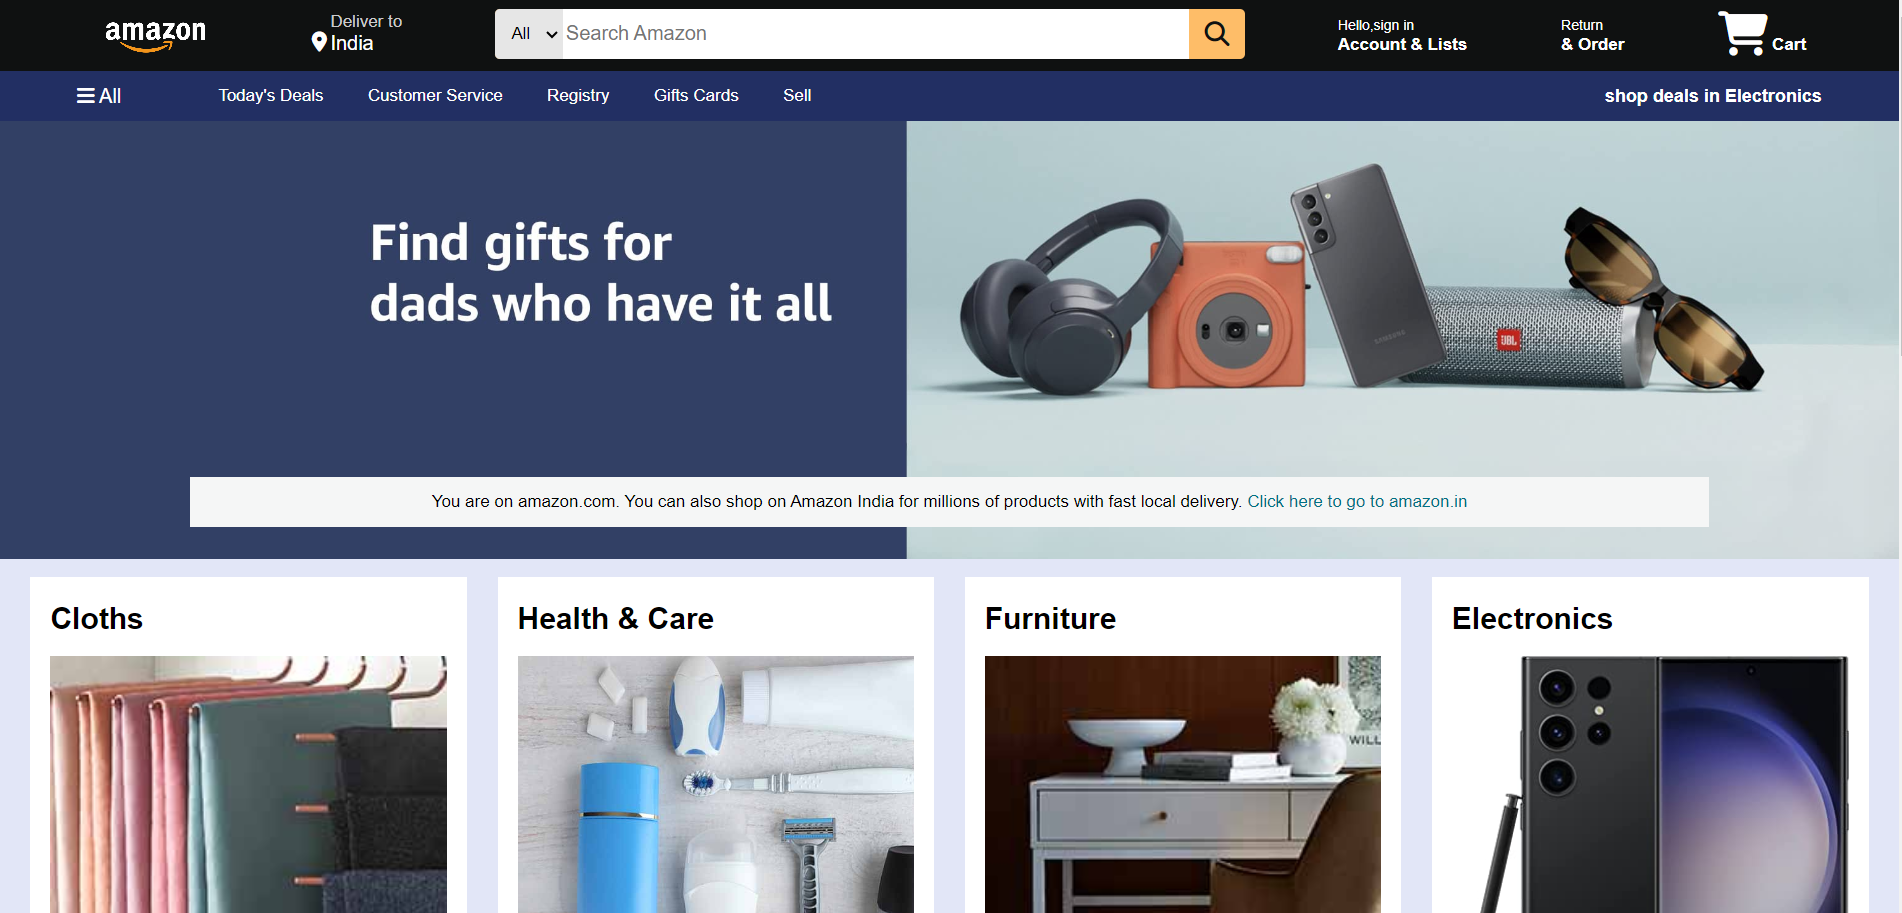 amazon
Deliver to
India
All
Search Amazon
Hello,sign in
Account & Lists
Return
& Order
Cart
All
Today's Deals
Customer Service
Registry
Gifts Cards
Sell
shop deals in Electronics
Find gifts for
dads who have it all
SAMSUNG
JBL
You are on amazon.com. You can also shop on Amazon India for millions of products with fast local delivery. Click here to go to amazon.in
Cloths
Health & Care
Furniture
Electronics
WILL